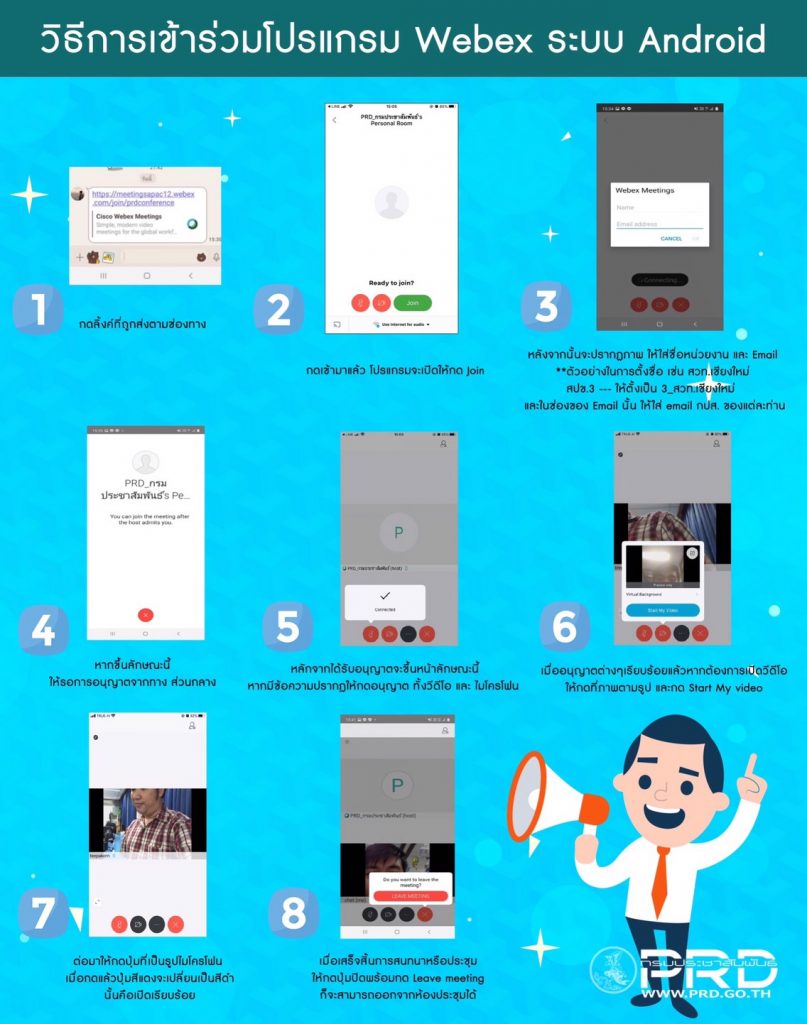 วิธีการเข้าร่วมโปรแกรม Webex ระบบ Android
https://meetingsapac12.webex
.com/join/prdconference
Cisco Webex Meetings
Simple, modern video
meetings for the global workf...
15:30
1
กดลิ้งค์ที่ถูกส่งตามช่องทาง
LINE
15:05
PRD_กรมประชาสัมพันธ์'s
Personal Room
Ready to join?
Join
Use internet for audio
2
กดเข้ามาแล้ว โปรแกรมจะเปิดให้กด Join
15:34
Webex Meetings
Name
Email address
CANCEL
OK
Connecting...
3
หลังจากนั้นจะปรากฏภาพ ให้ใส่ชื่อหน่วยงาน และ Email
**ตัวอย่างในการตั้งชื่อ เช่น สวท.เชียงใหม่
สปข.3 --- ให้ตั้งเป็น 3_สวท.เชียงใหม่
และในช่องของ Email นั้น ให้ใส่ email กปส. ของแต่ละท่าน
PRD_กรม
ประชาสัมพันธ์'s Pe...
You can join the meeting after
the host admits you.
4
หากขึ้นลักษณะนี้
ให้รอการอนุญาตจากทาง ส่วนกลาง
LINE
15:05
P
PRD_กรมประชาสัมพันธ์ (host)
Connected
5
หลักจากได้รับอนุญาตจะขึ้นหน้าลักษณะนี้
หากมีข้อความปรากฏให้กดอนุญาต ทั้งวีดีโอ และ ไมโครโฟน
TRUE-H
Virtual Background
Start My Video
6
เมื่ออนุญาตต่างๆเรียบร้อยแล้วหากต้องการเปิดวีดีโอ
ให้กดที่ภาพตามรูป และกด Start My video
TRUE-H
7
ต่อมาให้กดปุ่มที่เป็นรูปไมโครโฟน
เมื่อกดแล้วปุ่มสีแดงจะเปลี่ยนเป็นสีดำ
นั้นคือเปิดเรียบร้อย
P
PRD_กรมประชาสัมพันธ์ (host)
Do you want to leave the
meeting?
LEAVE MEETING
8
เมื่อเสร็จสิ้นการสนทนาหรือประชุม
ให้กดปุ่มปิดพร้อมกด Leave meeting
ก็จะสามารถออกจากห้องประชุมได้
กรมประชาสัมพันธ์
PRD
WWW.PRD.GO.TH